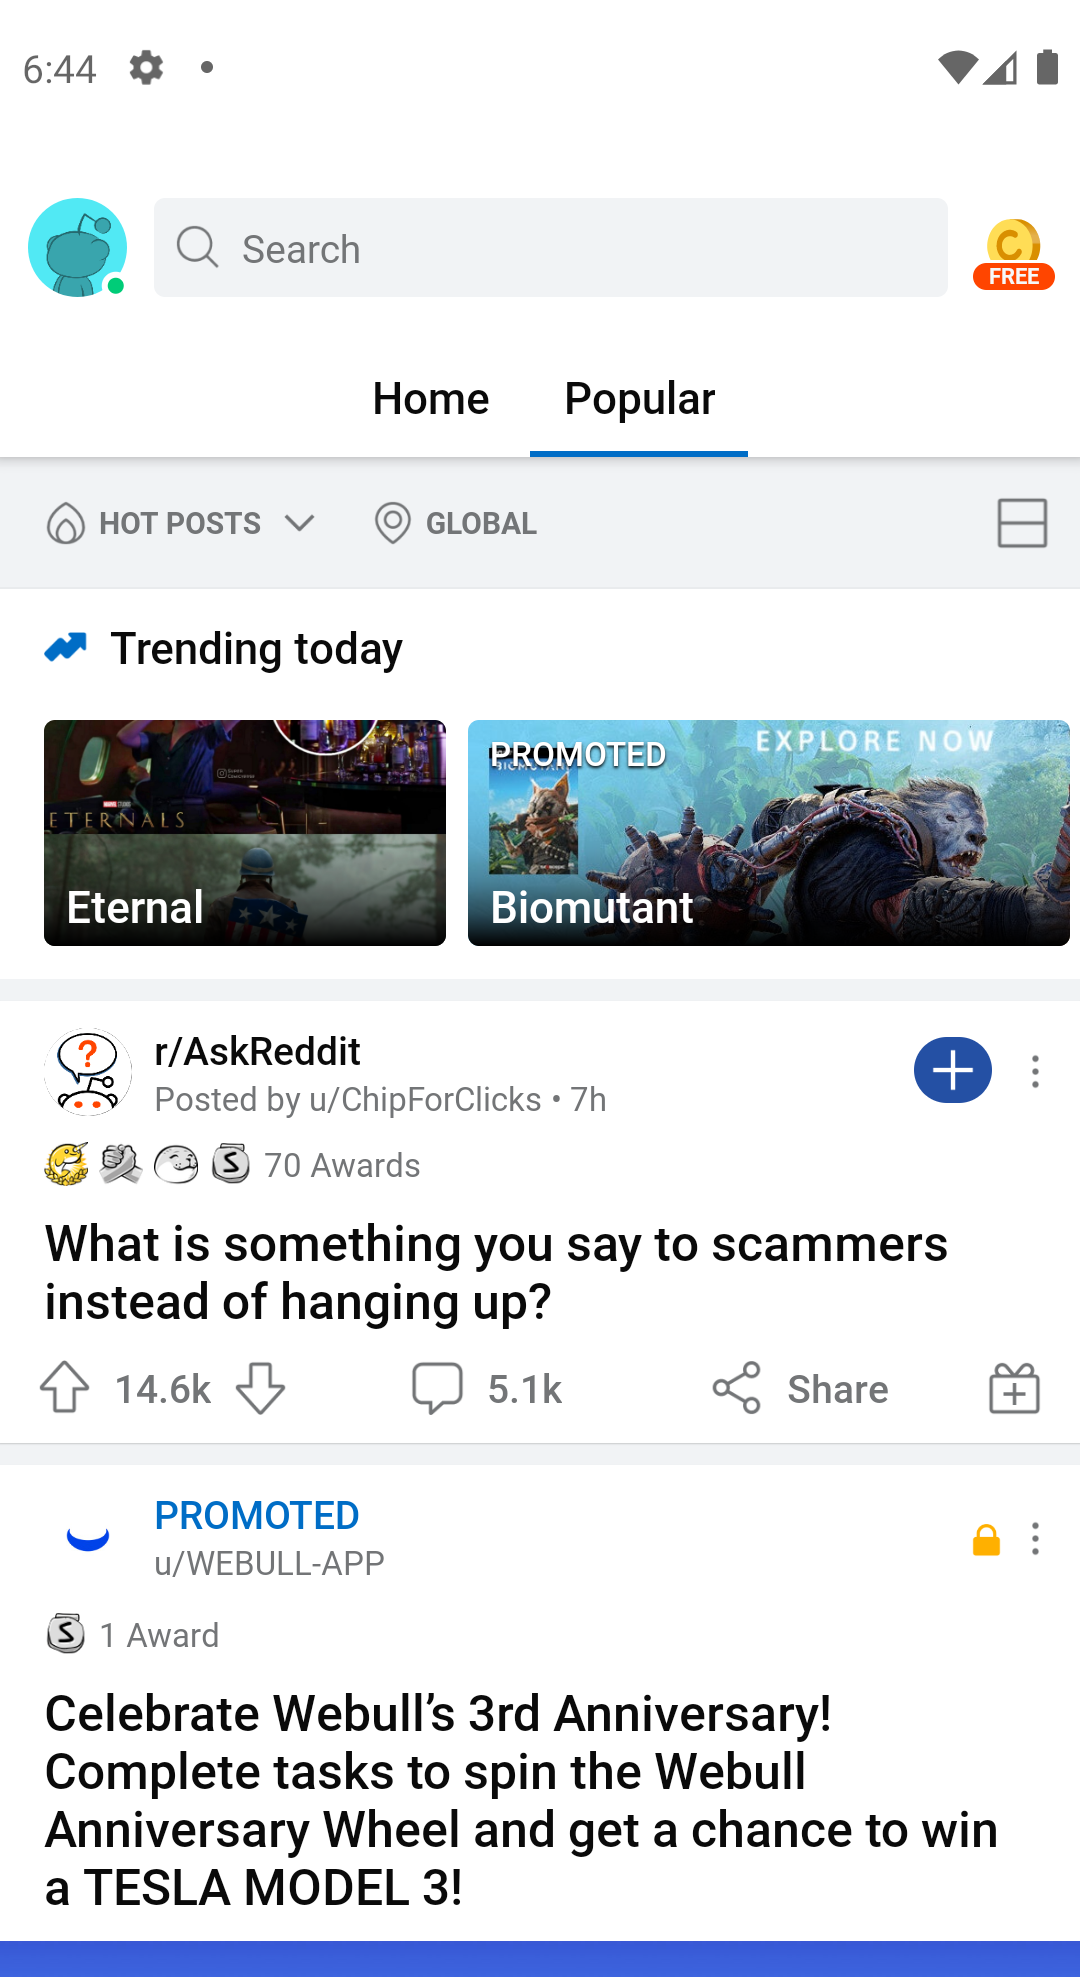 6:44
Search
FREE
Home Popular
HOT POSTS GLOBAL
Trending today
ETERNALS
Eternal
PROMOTED
EXPLORE NOW
Biomutant
r/AskReddit
Posted by u/ChipForClicks • 7h
70 Awards
What is something you say to scammers
instead of hanging up?
14.6k 5.1k Share
PROMOTED
u/WEBULL-APP
1 Award
Celebrate Webull’s 3rd Anniversary!
Complete tasks to spin the Webull
Anniversary Wheel and get a chance to win
a TESLA MODEL 3!